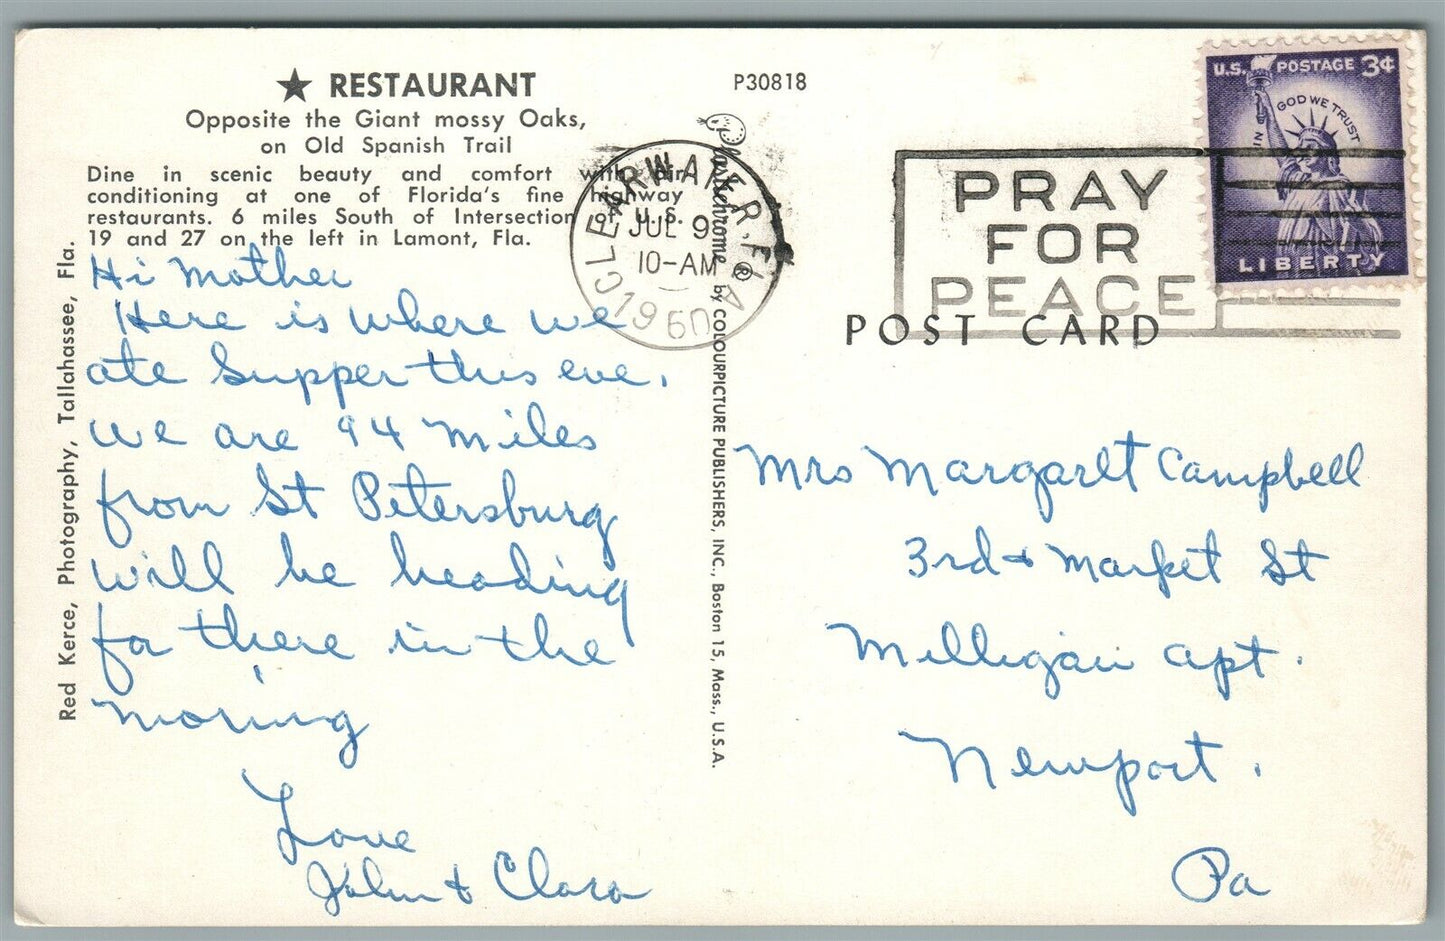 ★ RESTAURANT
Opposite the Giant mossy Oaks,
on Old Spanish Trail
Dine in scenic beauty and comfort with air
conditioning at one of Florida's fine highway
restaurants. 6 miles South of Intersection of U. S.
19 and 27 on the left in Lamont, Fla.
Red Kerce, Photography, Tallahassee, Fla.
Hi Mother
Here is where we
ate Supper this eve.
we are 94 miles
from St Petersburg
will be heading
for there in the
moring
Love
John & Clara
P30818
Plastichrome ® by COLOURPICTURE PUBLISHERS, INC., Boston 15, Mass., U.S.A.
CLEARWATER. FLA
JUL 9
10-AM
1960
PRAY
FOR
PEACE
U.S. POSTAGE 3¢
IN GOD WE TRUST
LIBERTY
POST CARD
Mrs Margaret Campbell
3rd & Market St
Milligan apt.
Newport.
Pa